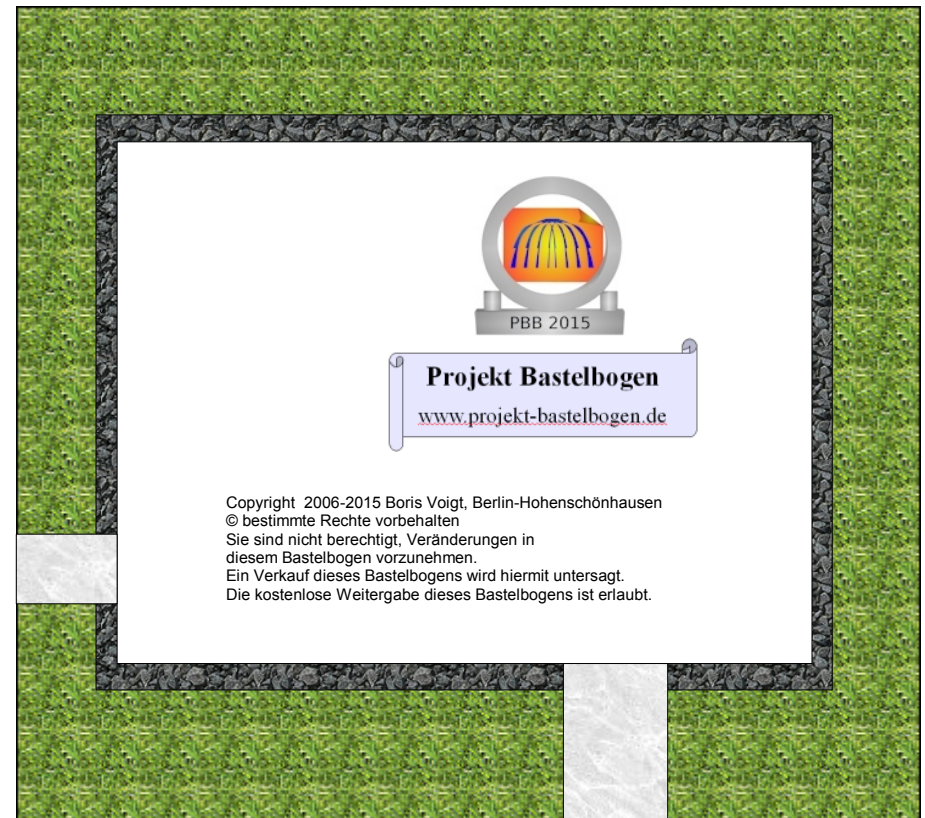 PBB 2015
Projekt Bastelbogen
www.projekt-bastelbogen.de
Copyright  2006-2015 Boris Voigt, Berlin-Hohenschönhausen
© bestimmte Rechte vorbehalten
Sie sind nicht berechtigt, Veränderungen in
diesem Bastelbogen vorzunehmen.
Ein Verkauf dieses Bastelbogens wird hiermit untersagt.
Die kostenlose Weitergabe dieses Bastelbogens ist erlaubt.